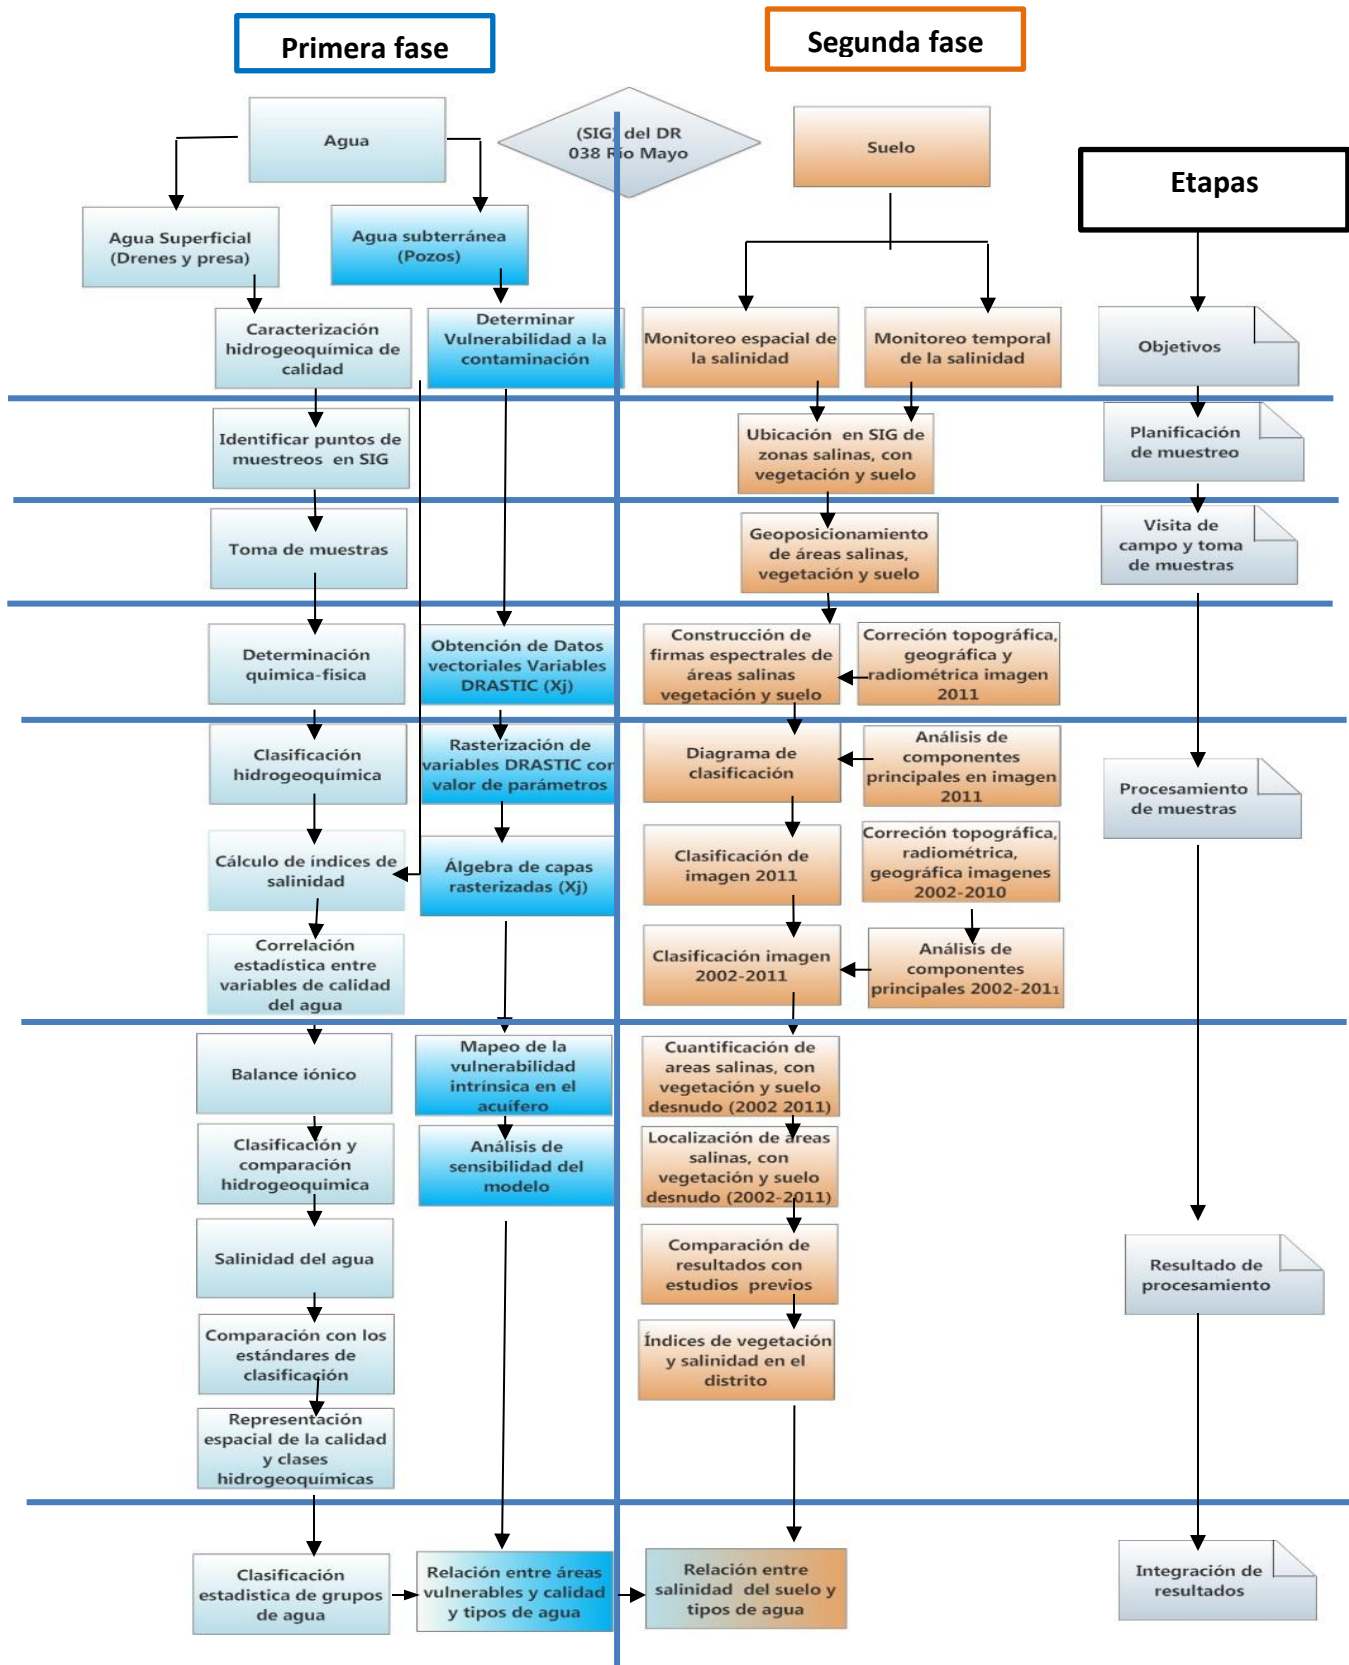 Primera fase
Segunda fase
Agua
(SIG) del DR
038 Río Mayo
Suelo
Etapas
Agua Superficial
(Drenes y presa)
Agua subterránea
(Pozos)
Caracterización
hidrogeoquímica de
calidad
Determinar
Vulnerabilidad a la
contaminación
Monitoreo espacial de
la salinidad
Monitoreo temporal
de la salinidad
Objetivos
Identificar puntos de
muestreos en SIG
Ubicación en SIG de
zonas salinas, con
vegetación y suelo
Planificación
de muestreo
Toma de muestras
Geoposicionamiento
de áreas salinas,
vegetación y suelo
Visita de
campo y toma
de muestras
Determinación
quimica-fisica
Obtención de Datos
vectoriales Variables
DRASTIC (Xj)
Construcción de
firmas espectrales de
áreas salinas
vegetación y suelo
Correción topográfica,
geográfica y
radiométrica imagen
2011
Clasificación
hidrogeoquímica
Rasterización de
variables DRASTIC con
valor de parámetros
Diagrama de
clasificación
Análisis de
componentes
principales en imagen
2011
Procesamiento
de muestras
Cálculo de índices de
salinidad
Álgebra de capas
rasterizadas (Xj)
Clasificación de
imagen 2011
Correción topográfica,
radiométrica,
geográfica imagenes
2002-2010
Correlación
estadística entre
variables de calidad
del agua
Clasificación imagen
2002-2011
Análisis de
componentes
principales 2002-2011
Balance iónico
Mapeo de la
vulnerabilidad
intrínsica en el
acuífero
Cuantificación de
areas salinas, con
vegetación y suelo
desnudo (2002 2011)
Clasificación y
comparación
hidrogeoquimica
Análisis de
sensibilidad del
modelo
Localización de áreas
salinas, con
vegetación y suelo
desnudo (2002-2011)
Salinidad del agua
Comparación de
resultados con
estudios previos
Resultado de
procesamiento
Comparación con los
estándares de
clasificación
Índices de vegetación
y salinidad en el
distrito
Representación
espacial de la calidad
y clases
hidrogeoquímicas
Clasificación
estadistica de grupos
de agua
Relación entre áreas
vulnerables y calidad
y tipos de agua
Relación entre
salinidad del suelo y
tipos de agua
Integración de
resultados